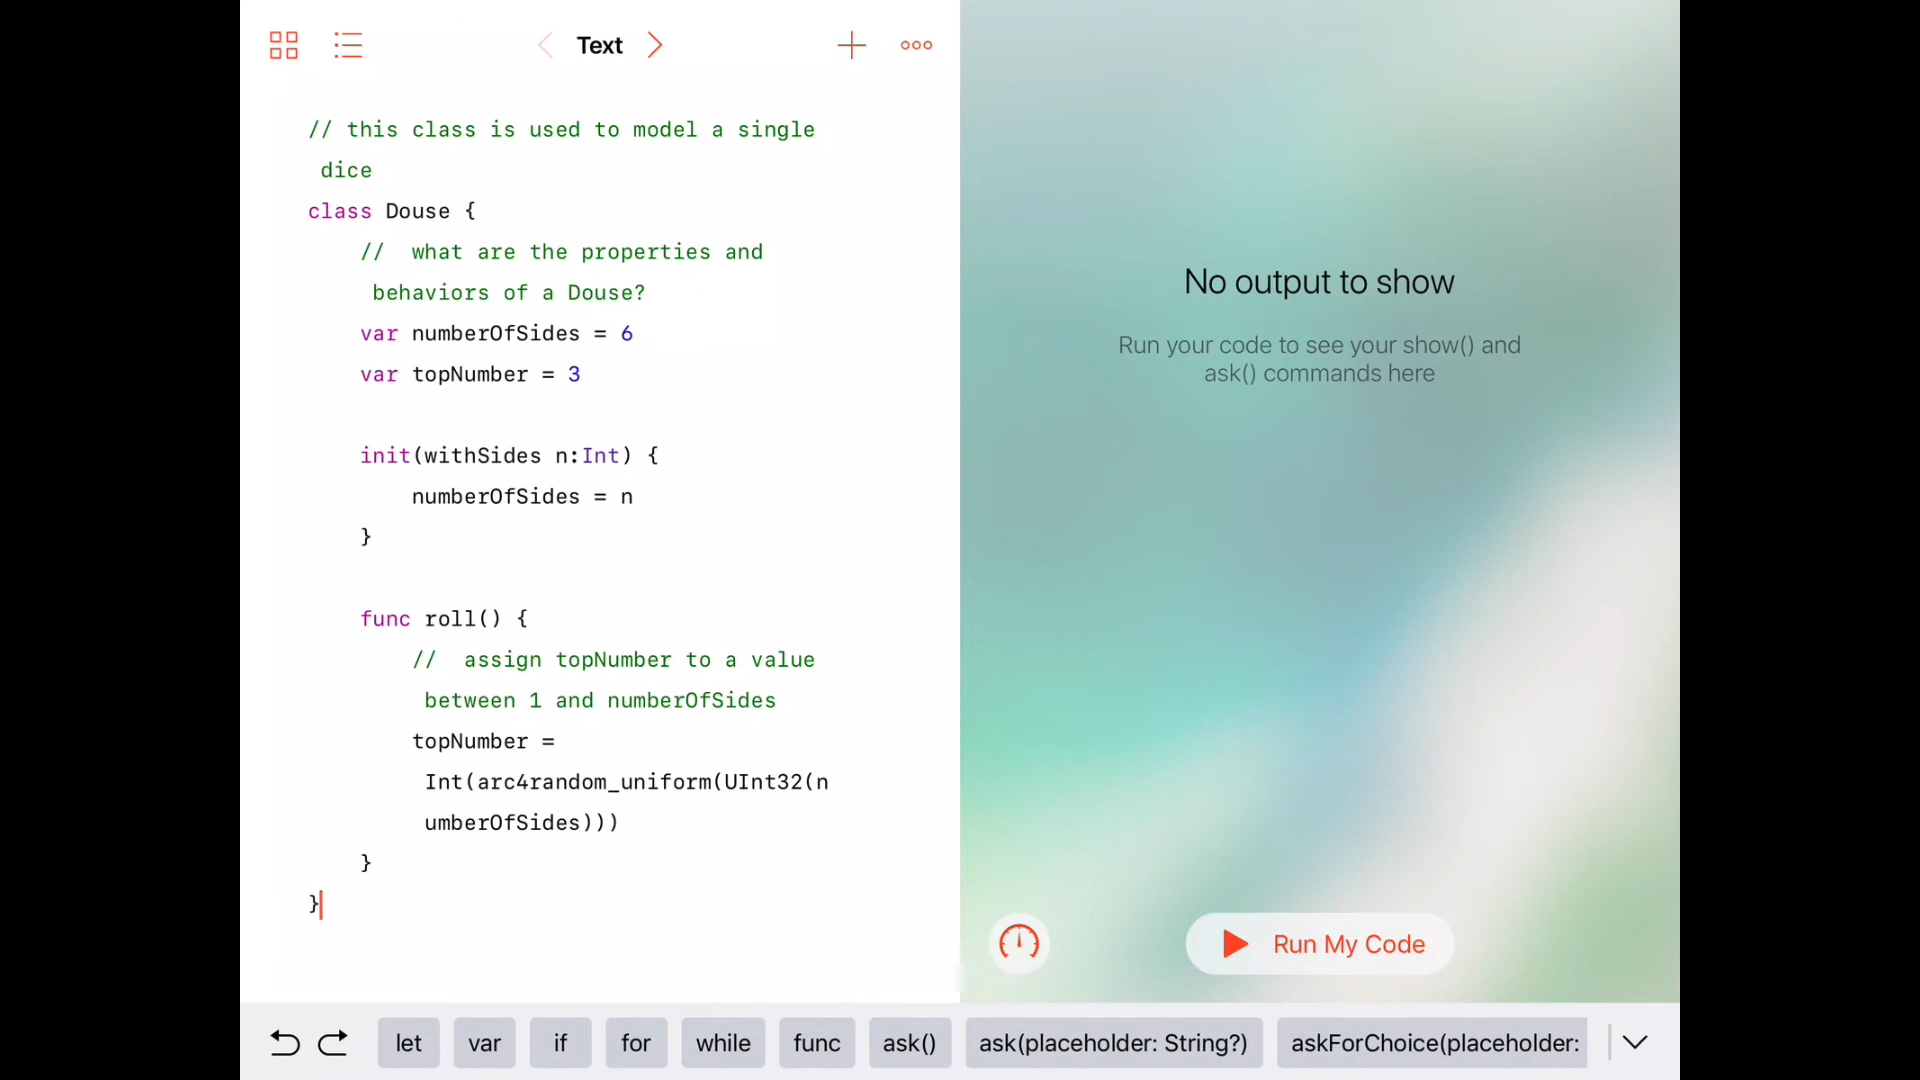 Text
// this class is used to model a single
dice
class Douse {
//  what are the properties and
behaviors of a Douse?
var numberOfSides = 6
var topNumber = 3
init(withSides n:Int) {
numberOfSides = n
}
func roll() {
//  assign topNumber to a value
between 1 and numberOfSides
topNumber =
Int(arc4random_uniform(UInt32(n
umberOfSides)))
}
}
No output to show
Run your code to see your show() and
ask() commands here
Run My Code
let var if for while func ask() ask(placeholder: String?) askForChoice(placeholder: